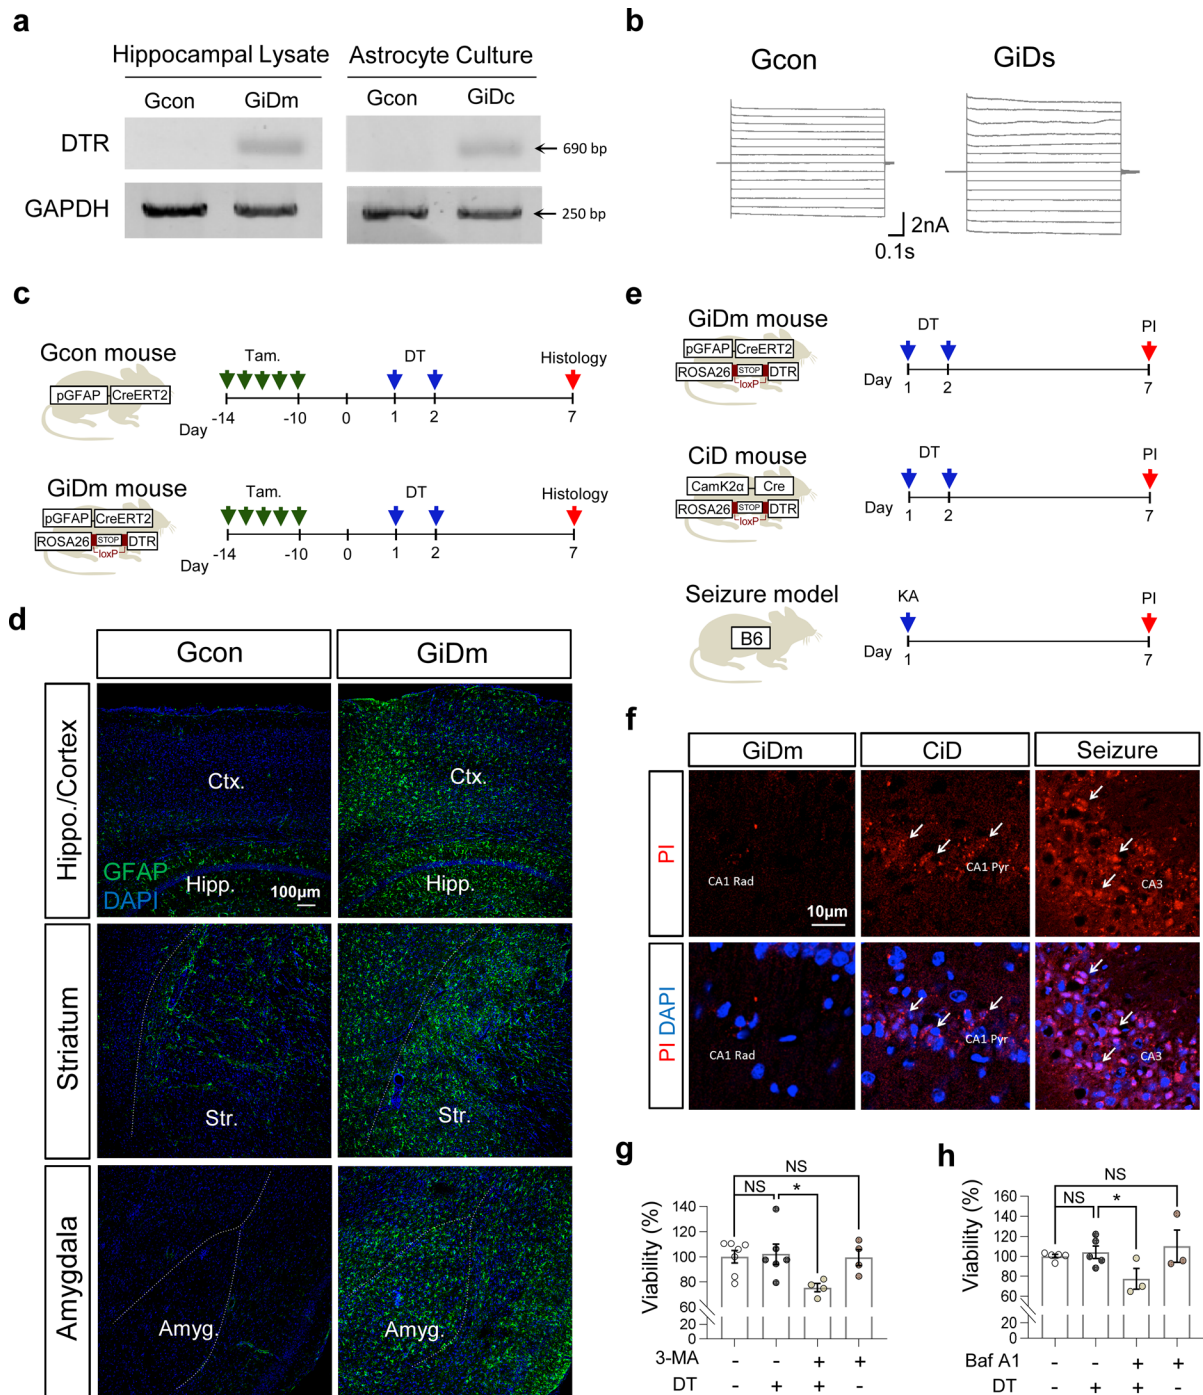 a
Hippocampal Lysate
Astrocyte Culture
Gcon
GiDm
Gcon
GiDc
DTR
690 bp
GAPDH
250 bp
b
Gcon
GiDs
2nA
0.1s
c
Gcon mouse
pGFAP
CreERT2
Tam.
DT
Histology
Day
-14
-10
0
1
2
7
GiDm mouse
pGFAP
CreERT2
ROSA26
STOP
DTR
loxP
Tam.
DT
Histology
Day
-14
-10
0
1
2
7
d
Gcon
GiDm
Hippo./Cortex
Ctx.
GFAP
DAPI
Hipp.
100µm
Ctx.
Hipp.
Striatum
Str.
Str.
Amygdala
Amyg.
Amyg.
e
GiDm mouse
pGFAP
CreERT2
ROSA26
STOP
DTR
loxP
DT
PI
Day
1
2
7
CiD mouse
CamK2α
Cre
ROSA26
STOP
DTR
loxP
DT
PI
Day
1
2
7
Seizure model
B6
KA
PI
Day
1
7
f
GiDm
CiD
Seizure
PI
CA1 Rad
10µm
CA1 Pyr
CA3
PI DAPI
CA1 Rad
CA1 Pyr
CA3
g
NS
NS
*
Viability (%)
140
120
100
80
60
20
0
3-MA - - + +
DT - + + -
h
NS
NS
*
Viability (%)
160
140
120
100
80
60
20
0
Baf A1 - - + +
DT - + + -